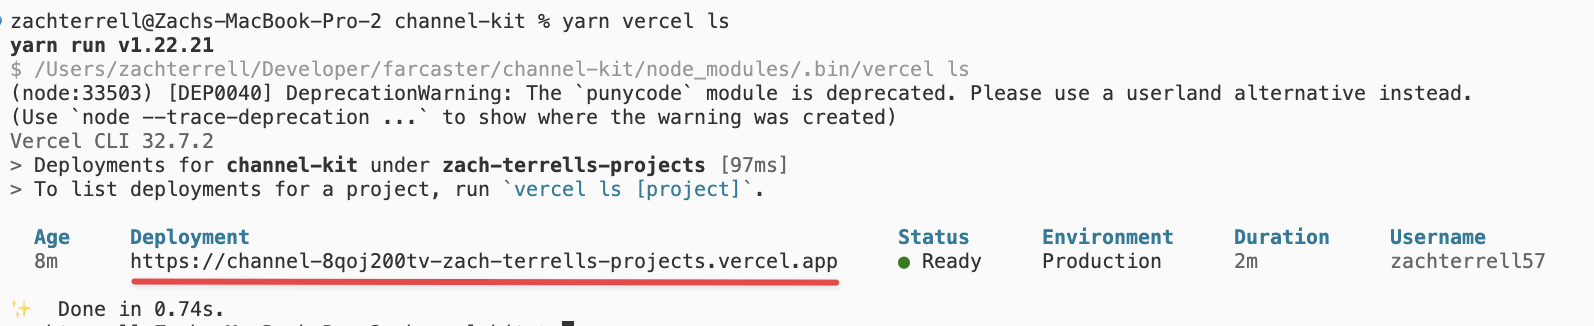 zachterrell@Zachs-MacBook-Pro-2 channel-kit % yarn vercel ls
yarn run v1.22.21
$ /Users/zachterrell/Developer/farcaster/channel-kit/node_modules/.bin/vercel ls
(node:33503) [DEP0040] DeprecationWarning: The `punycode` module is deprecated. Please use a userland alternative instead.
(Use `node --trace-deprecation ...` to show where the warning was created)
Vercel CLI 32.7.2
> Deployments for channel-kit under zach-terrells-projects [97ms]
> To list deployments for a project, run `vercel ls [project]`.
Age Deployment Status Environment Duration Username
8m https://channel-8qoj200tv-zach-terrells-projects.vercel.app ● Ready Production 2m zachterrell57
✨ Done in 0.74s.